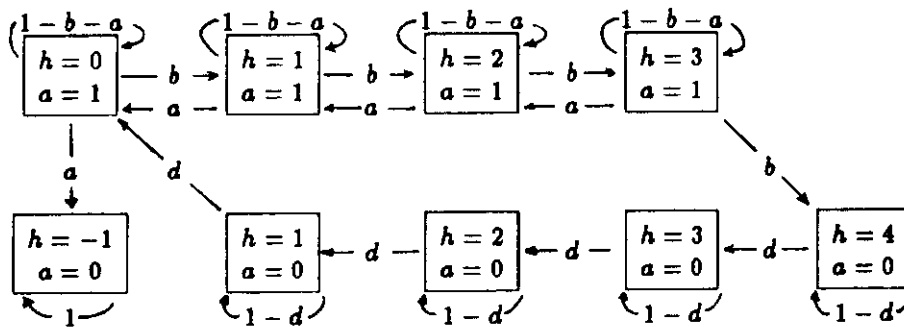 1 − b − a 1 − b − a 1 − b − a 1 − b − a
h = 0 h = 1 h = 2 h = 3
b b b
a = 1 a = 1 a = 1 a = 1
a a a
a d b
h = −1 h = 1 h = 2 h = 3 h = 4
d d d
a = 0 a = 0 a = 0 a = 0 a = 0
1 1 − d 1 − d 1 − d 1 − d